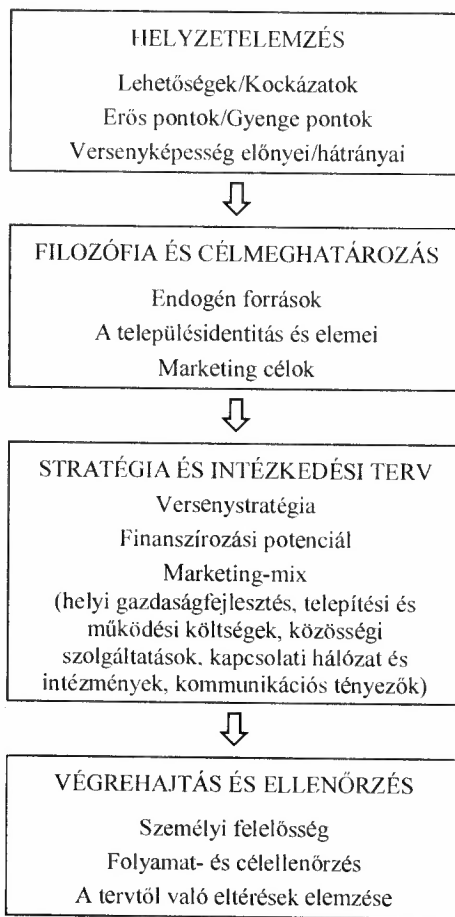 HELYZETELEMZÉS
Lehetőségek/Kockázatok
Erős pontok/Gyenge pontok
Versenyképesség előnyei/hátrányai
FILOZÓFIA ÉS CÉLMEGHATÁROZÁS
Endogén források
A településidentitás és elemei
Marketing célok
STRATÉGIA ÉS INTÉZKEDÉSI TERV
Versenystratégia
Finanszírozási potenciál
Marketing-mix
(helyi gazdaságfejlesztés, telepítési és
működési költségek, közösségi
szolgáltatások, kapcsolati hálózat és
intézmények, kommunikációs tényezők)
VÉGREHAJTÁS ÉS ELLENŐRZÉS
Személyi felelősség
Folyamat- és célellenőrzés
A tervtől való eltérések elemzése